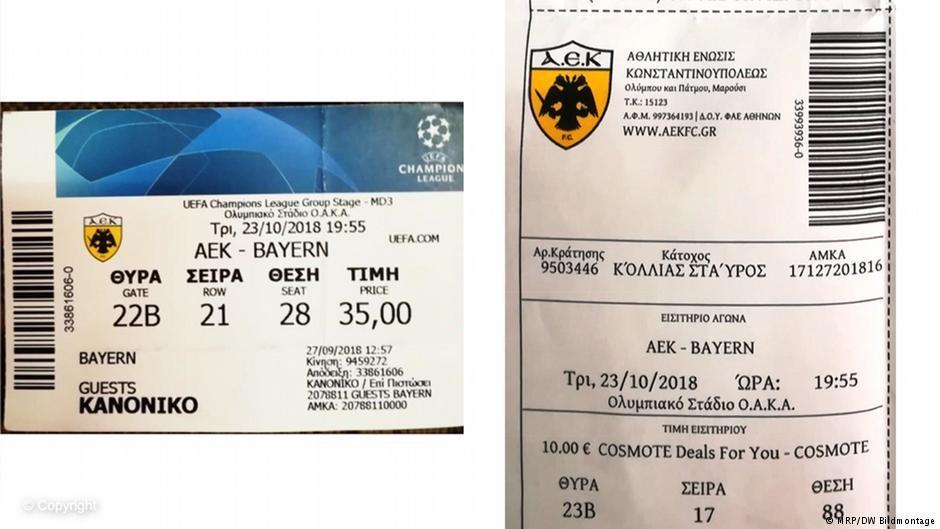 UEFA
CHAMPIONS
LEAGUE
UEFA Champions League Group Stage - MD3
Ολυμπιακό Στάδιο Ο.Α.Κ.Α.
Τρι, 23/10/2018 19:55
UEFA.COM
Α.Ε.Κ
AEK - BAYERN
ΘΥΡΑ ΣΕΙΡΑ ΘΕΣΗ ΤΙΜΗ
GATE ROW SEAT PRICE
22B 21 28 35,00
33861606-0
BAYERN
GUESTS
ΚΑΝΟΝΙΚΟ
27/09/2018 12:57
Κίνηση: 9459272
Απόδειξη: 33861606
ΚΑΝΟΝΙΚΟ / Επί Πιστώσει
2078811 GUESTS BAYERN
ΑΜΚΑ: 20788110000
© Copyright
Α.Ε.Κ
F.C.
ΑΘΛΗΤΙΚΗ ΕΝΩΣΙΣ
ΚΩΝΣΤΑΝΤΙΝΟΥΠΟΛΕΩΣ
Ολύμπου και Πάτμου, Μαρούσι
Τ.Κ.: 15123
Α.Φ.Μ. 997364193 | Δ.Ο.Υ. ΦΑΕ ΑΘΗΝΩΝ
WWW.AEKFC.GR
33993936-0
Αρ.Κράτησης Κάτοχος ΑΜΚΑ
9503446 Κ'ΌΛΛΙΑΣ ΣΤΑ'ΥΡΟΣ 17127201816
ΕΙΣΙΤΗΡΙΟ ΑΓΩΝΑ
AEK - BAYERN
Τρι, 23/10/2018 ΏΡΑ: 19:55
Ολυμπιακό Στάδιο Ο.Α.Κ.Α.
ΤΙΜΗ ΕΙΣΙΤΗΡΙΟΥ
10.00 € COSMOTE Deals For You - COSMOTE
ΘΥΡΑ ΣΕΙΡΑ ΘΕΣΗ
23B 17 88
© MRP/DW Bildmontage